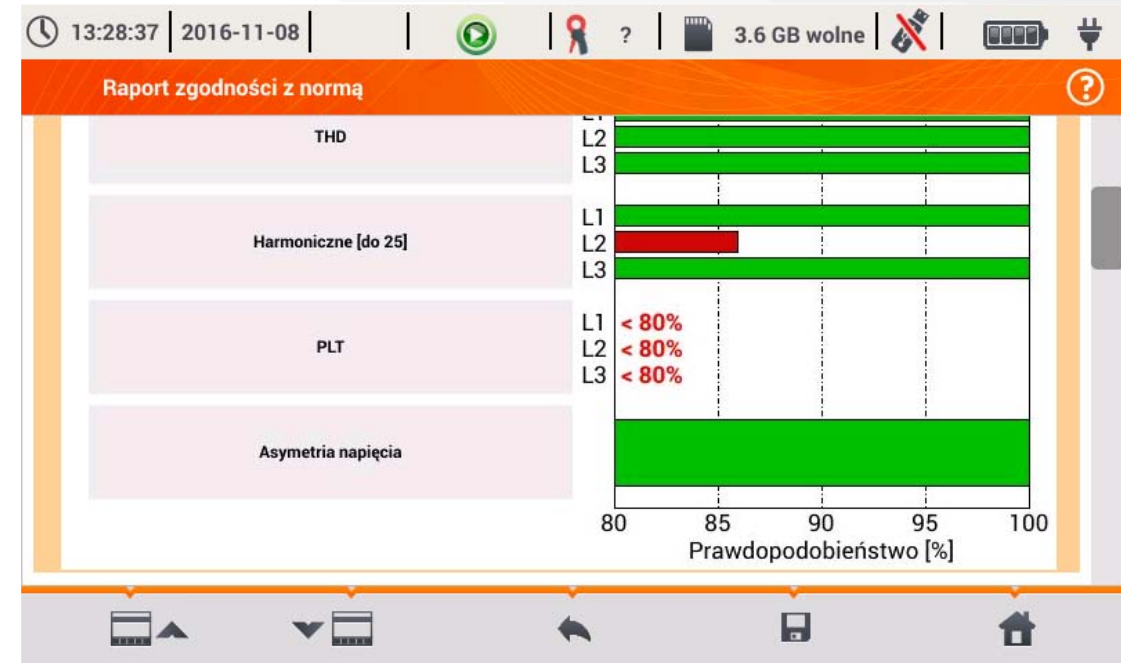 13:28:37 2016-11-08 ? 3.6 GB wolne
Raport zgodności z normą ?
L1
THD L2
L3
L1
Harmoniczne [do 25] L2
L3
L1 < 80%
PLT L2 < 80%
L3 < 80%
Asymetria napięcia
80 85 90 95 100
Prawdopodobieństwo [%]